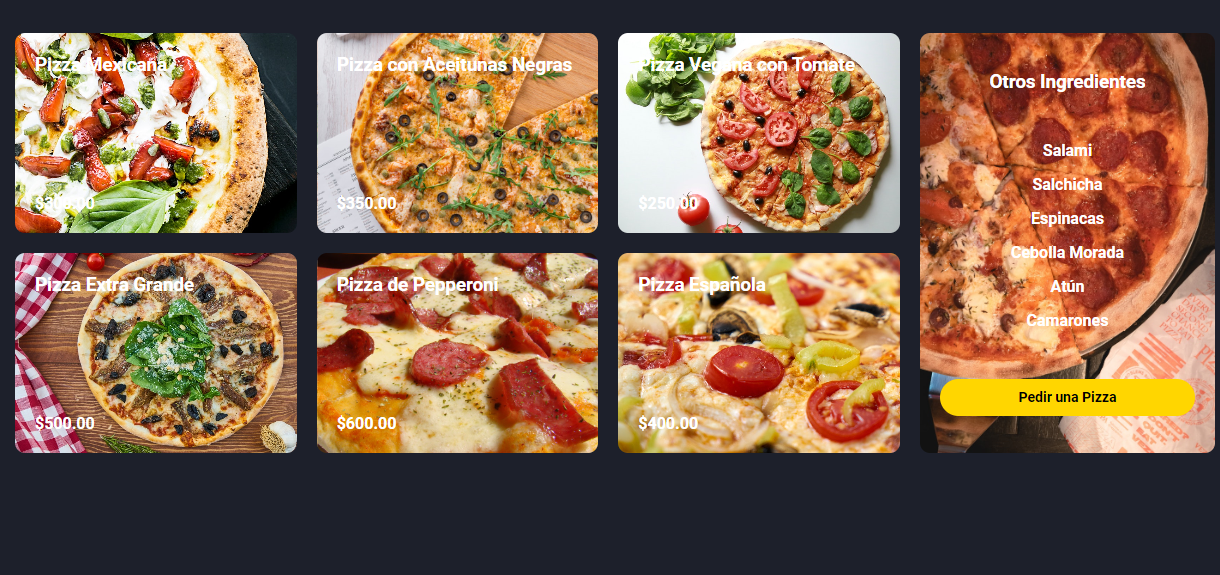 Pizza Mexicana
$300.00
Pizza con Aceitunas Negras
$350.00
Pizza Vegana con Tomate
$250.00
Otros Ingredientes
Salami
Salchicha
Espinacas
Cebolla Morada
Atún
Camarones
Pedir una Pizza
Pizza Extra Grande
$500.00
Pizza de Pepperoni
$600.00
Pizza Española
$400.00